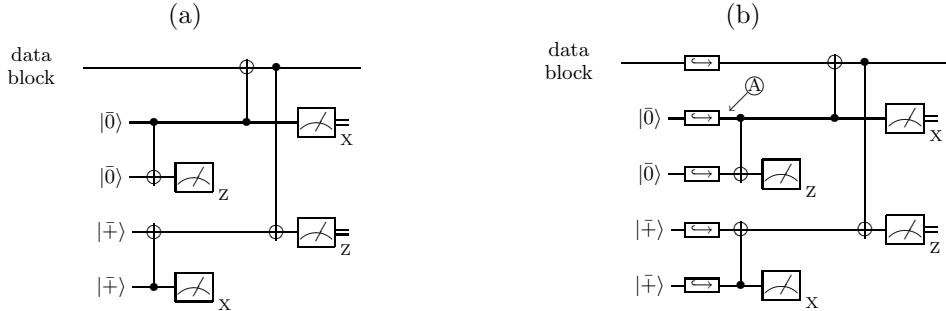 (a)
data
block
|0̄⟩
X
|0̄⟩
Z
|+̄⟩
Z
|+̄⟩
X
(b)
data
block
A
|0̄⟩
X
|0̄⟩
Z
|+̄⟩
Z
|+̄⟩
X